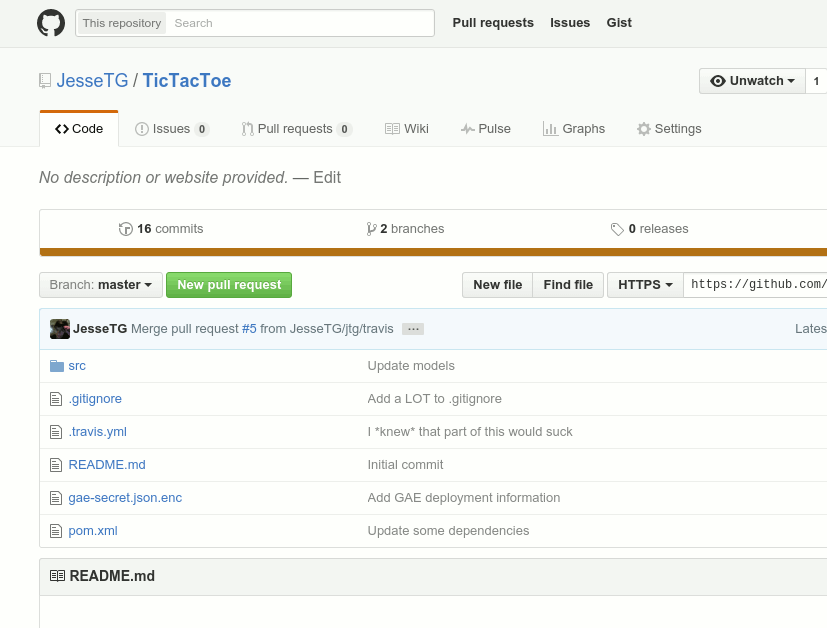 This repository Search Pull requests Issues Gist
JesseTG / TicTacToe Unwatch 1
Code Issues 0 Pull requests 0 Wiki Pulse Graphs Settings
No description or website provided. — Edit
16 commits 2 branches 0 releases
Branch: master New pull request New file Find file HTTPS https://github.com/
JesseTG Merge pull request #5 from JesseTG/jtg/travis ... Lates
src Update models
.gitignore Add a LOT to .gitignore
.travis.yml I *knew* that part of this would suck
README.md Initial commit
gae-secret.json.enc Add GAE deployment information
pom.xml Update some dependencies
README.md